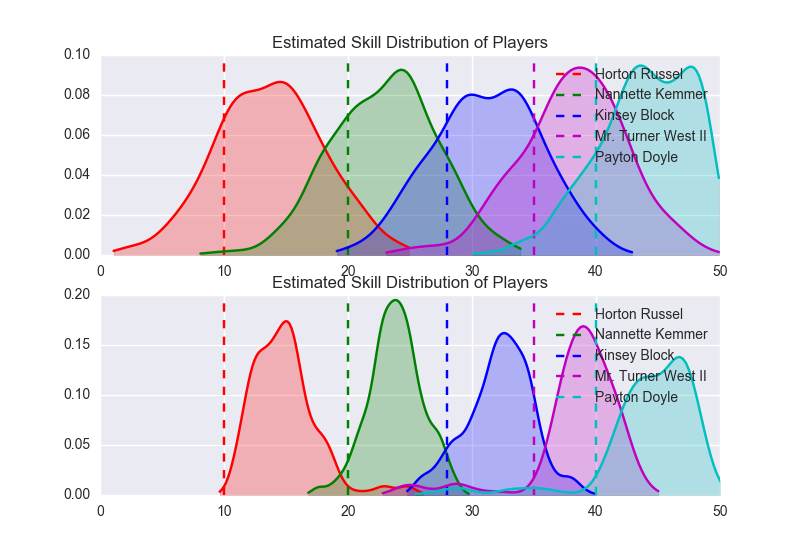 Estimated Skill Distribution of Players
0.10
0.08
0.06
0.04
0.02
0.00
Horton Russel
Nannette Kemmer
Kinsey Block
Mr. Turner West II
Payton Doyle
0 10 20 30 40 50
Estimated Skill Distribution of Players
0.20
0.15
0.10
0.05
0.00
Horton Russel
Nannette Kemmer
Kinsey Block
Mr. Turner West II
Payton Doyle
0 10 20 30 40 50